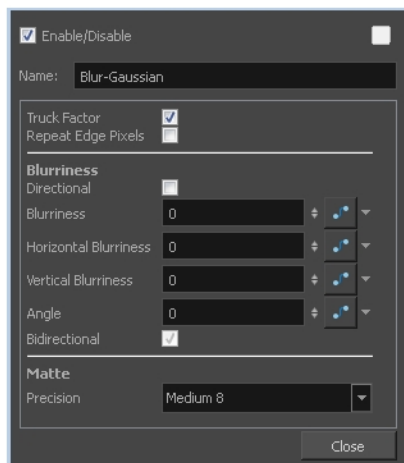 Enable/Disable
Name: Blur-Gaussian
Truck Factor
Repeat Edge Pixels
Blurriness
Directional
Blurriness 0
Horizontal Blurriness 0
Vertical Blurriness 0
Angle 0
Bidirectional
Matte
Precision Medium 8
Close